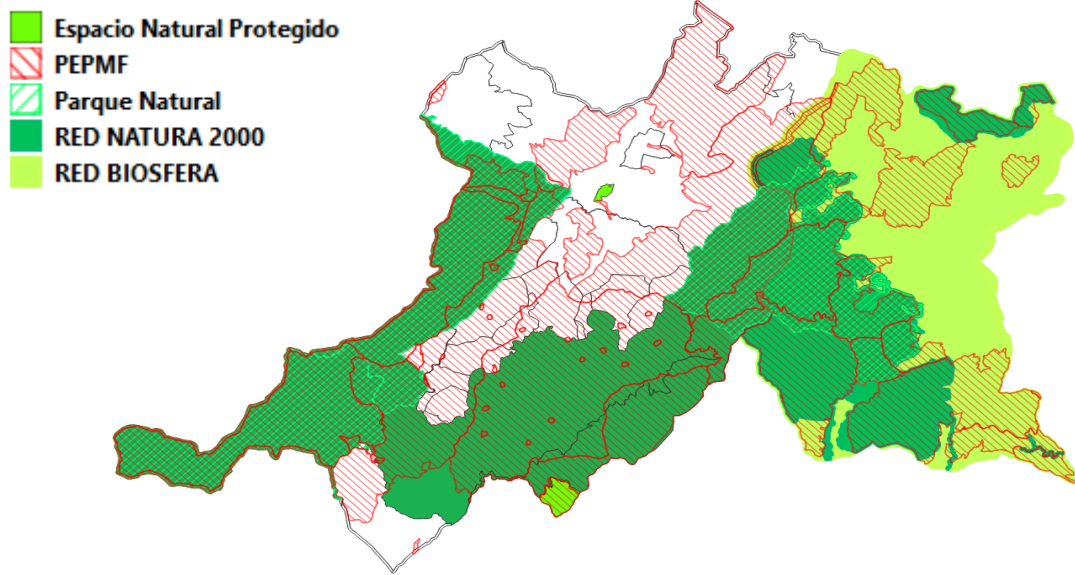 Espacio Natural Protegido
PEPMF
Parque Natural
RED NATURA 2000
RED BIOSFERA